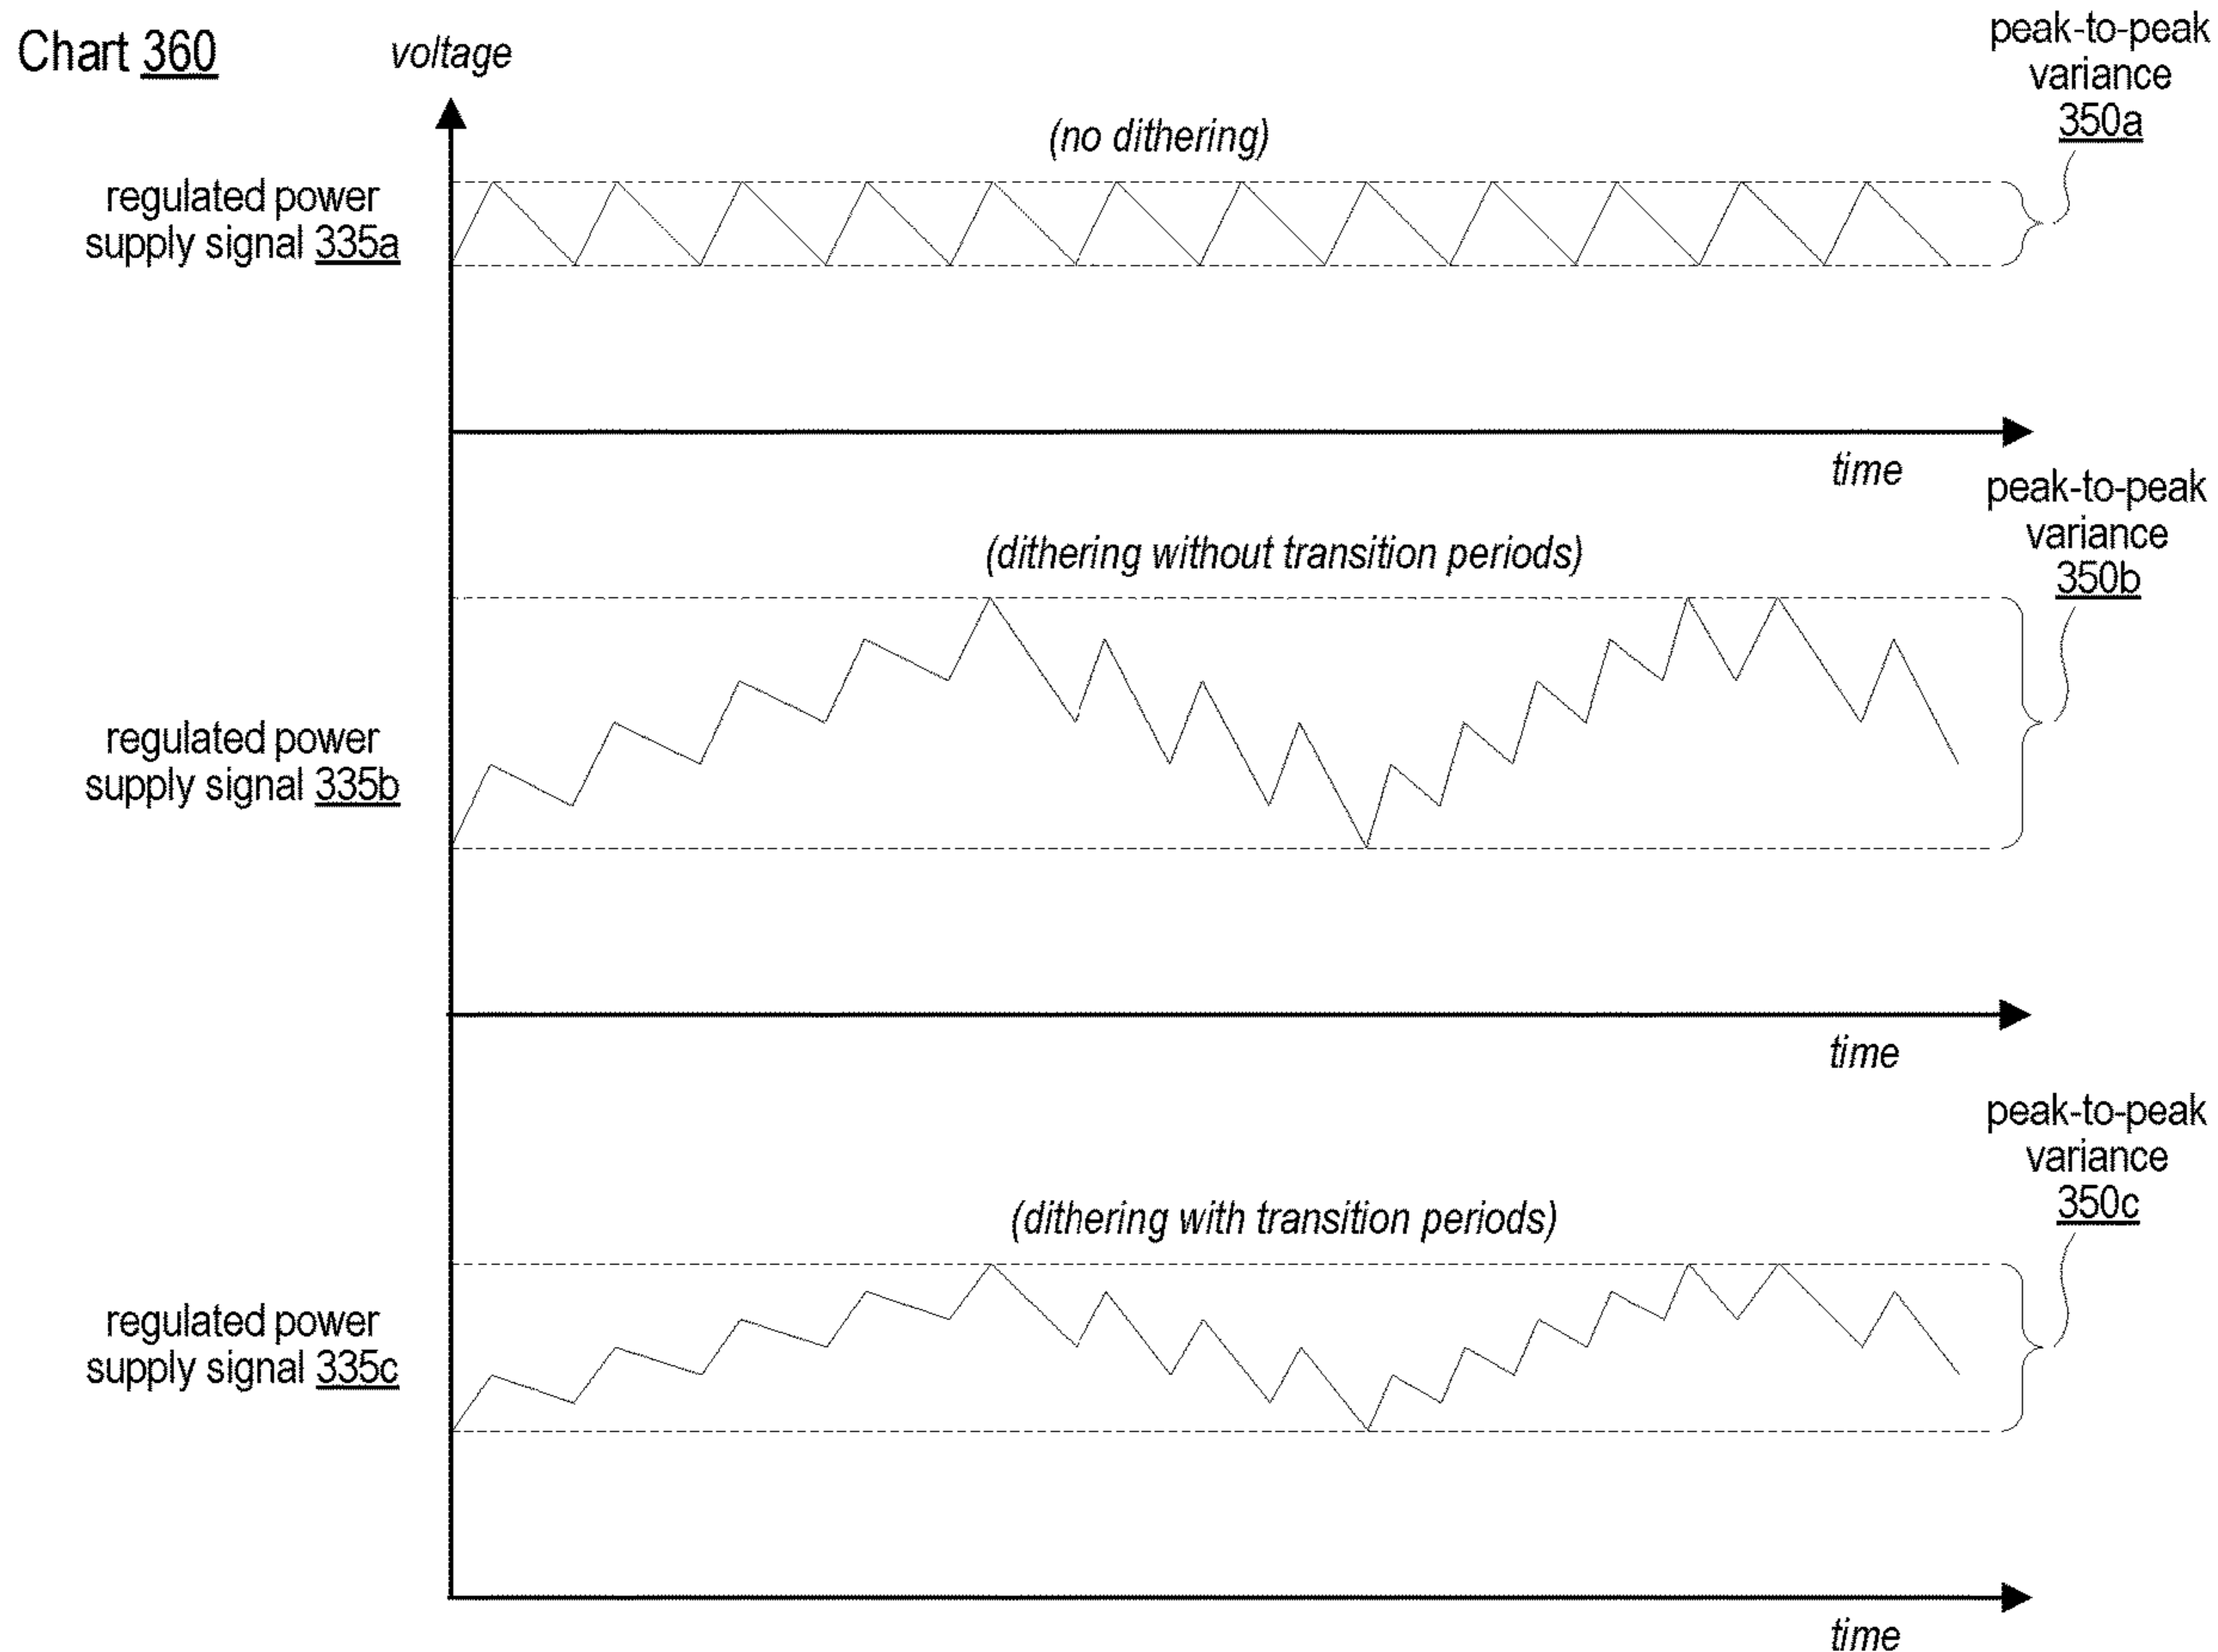 Chart 360
voltage
peak-to-peak
variance
350a
(no dithering)
regulated power
supply signal 335a
time
peak-to-peak
variance
350b
(dithering without transition periods)
regulated power
supply signal 335b
time
peak-to-peak
variance
350c
(dithering with transition periods)
regulated power
supply signal 335c
time